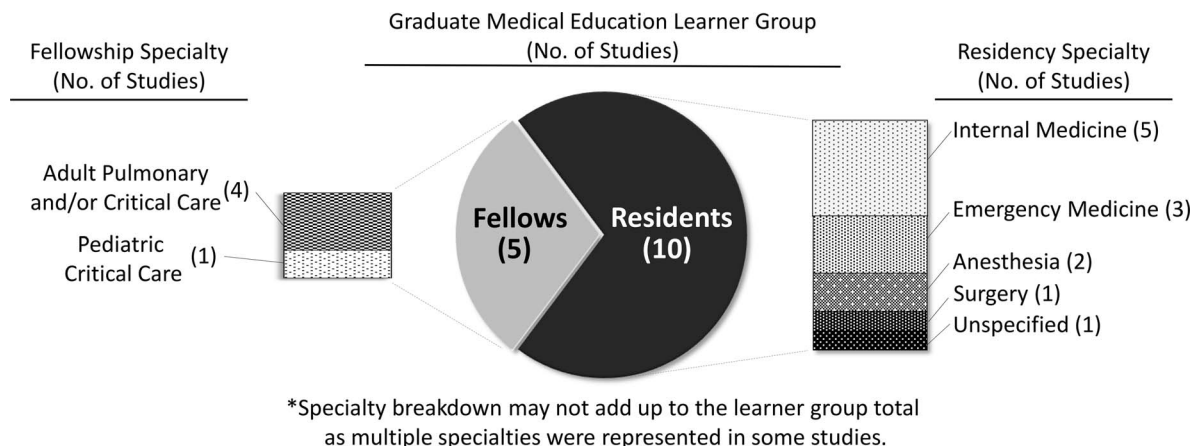 Graduate Medical Education Learner Group
(No. of Studies)
Fellowship Specialty
(No. of Studies)
Residency Specialty
(No. of Studies)
Adult Pulmonary
and/or Critical Care (4)
Pediatric
Critical Care (1)
Fellows
(5)
Residents
(10)
Internal Medicine (5)
Emergency Medicine (3)
Anesthesia (2)
Surgery (1)
Unspecified (1)
*Specialty breakdown may not add up to the learner group total
as multiple specialties were represented in some studies.